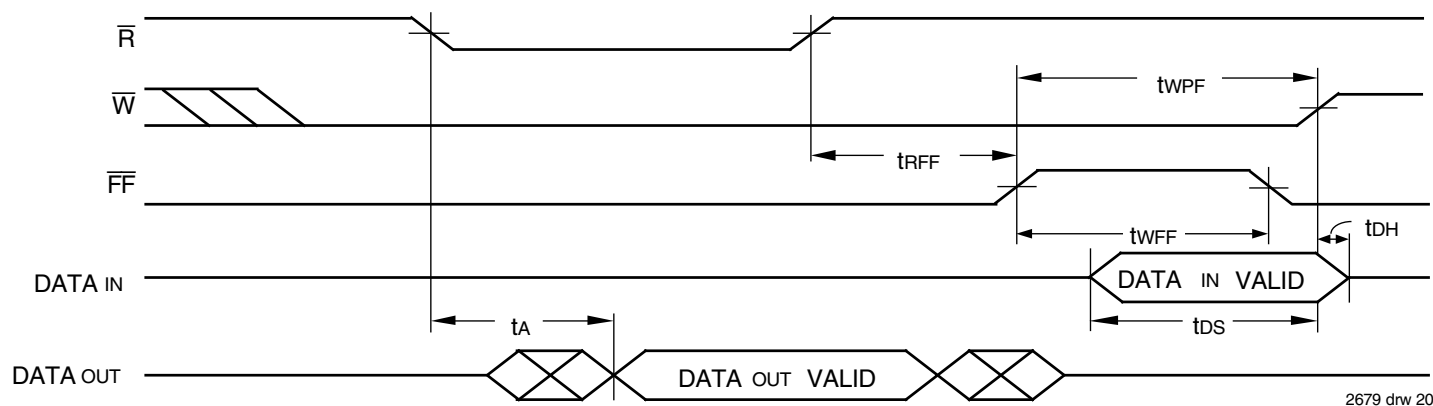 R
tWPF
W
tRFF
FF
tWFF
tDH
DATA IN
DATA IN VALID
tDS
tA
DATA OUT
DATA OUT VALID
2679 drw 20